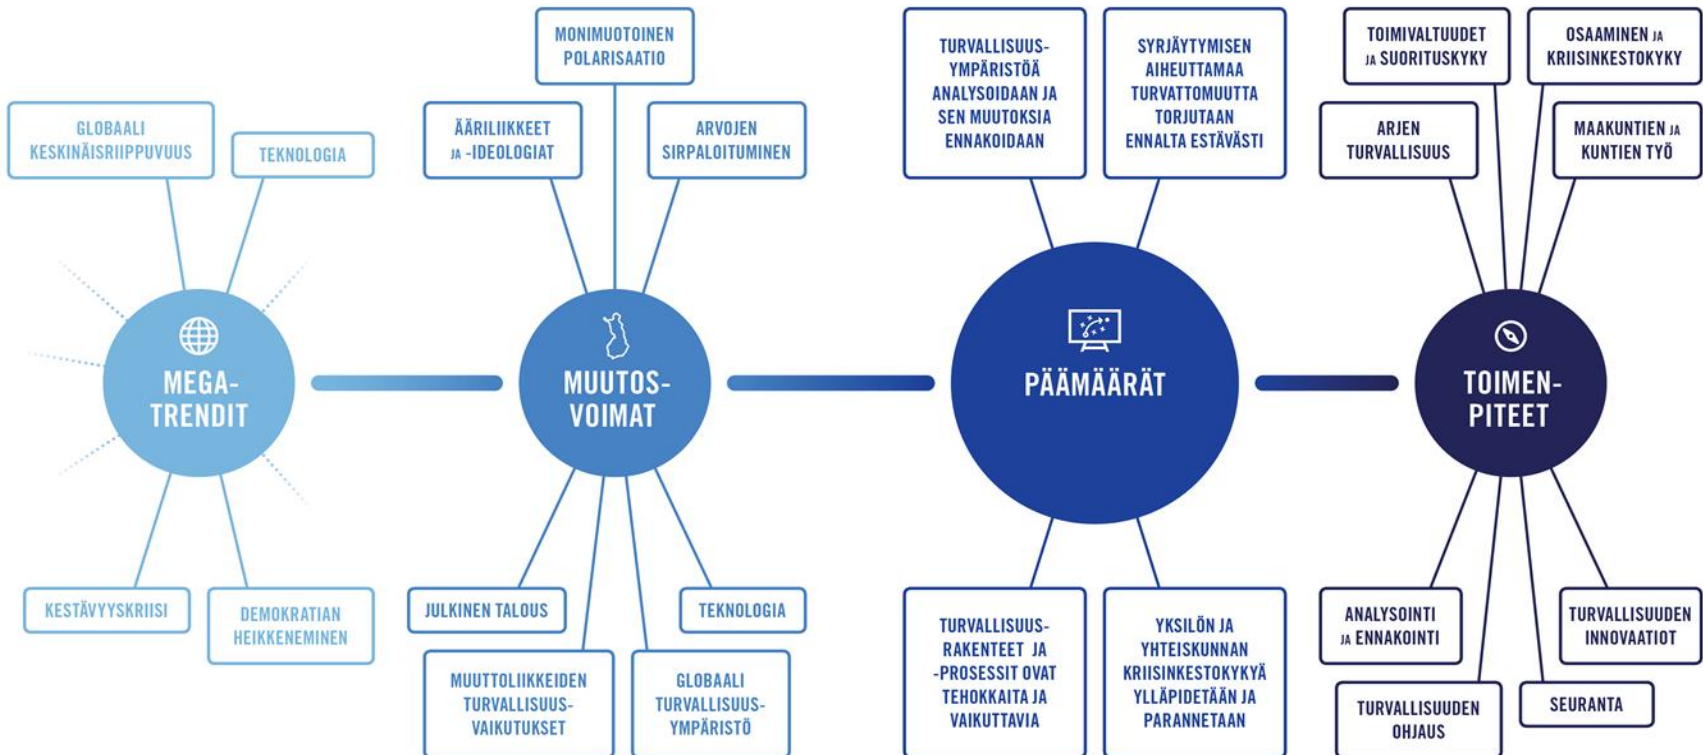 GLOBAALI
KESKINÄISRIIPPUVUUS
TEKNOLOGIA
MEGA-
TRENDIT
KESTÄVYYSKRIISI
DEMOKRATIAN
HEIKKENEMINEN
MONIMUOTOINEN
POLARISAATIO
ÄÄRILIIKKEET
JA -IDEOLOGIAT
ARVOJEN
SIRPALOITUMINEN
MUUTOS-
VOIMAT
JULKINEN TALOUS
TEKNOLOGIA
MUUTTOLIIKKEIDEN
TURVALLISUUS-
VAIKUTUKSET
GLOBAALI
TURVALLISUUS-
YMPÄRISTÖ
TURVALLISUUS-
YMPÄRISTÖÄ
ANALYSOIDAAN JA
SEN MUUTOKSIA
ENNAKOIDAAN
SYRJÄYTYMISEN
AIHEUTTAMAA
TURVATTOMUUTTA
TORJUTAAN
ENNALTA ESTÄVÄSTI
PÄÄMÄÄRÄT
TURVALLISUUS-
RAKENTEET JA
-PROSESSIT OVAT
TEHOKKAITA JA
VAIKUTTAVIA
YKSILÖN JA
YHTEISKUNNAN
KRIISINKESTOKYKYÄ
YLLÄPIDETÄÄN JA
PARANNETAAN
TOIMIVALTUUDET
JA SUORITUSKYKY
OSAAMINEN JA
KRIISINKESTOKYKY
ARJEN
TURVALLISUUS
MAAKUNTIEN JA
KUNTIEN TYÖ
TOIMEN-
PITEET
ANALYSOINTI
JA ENNAKOINTI
TURVALLISUUDEN
INNOVAATIOT
TURVALLISUUDEN
OHJAUS
SEURANTA